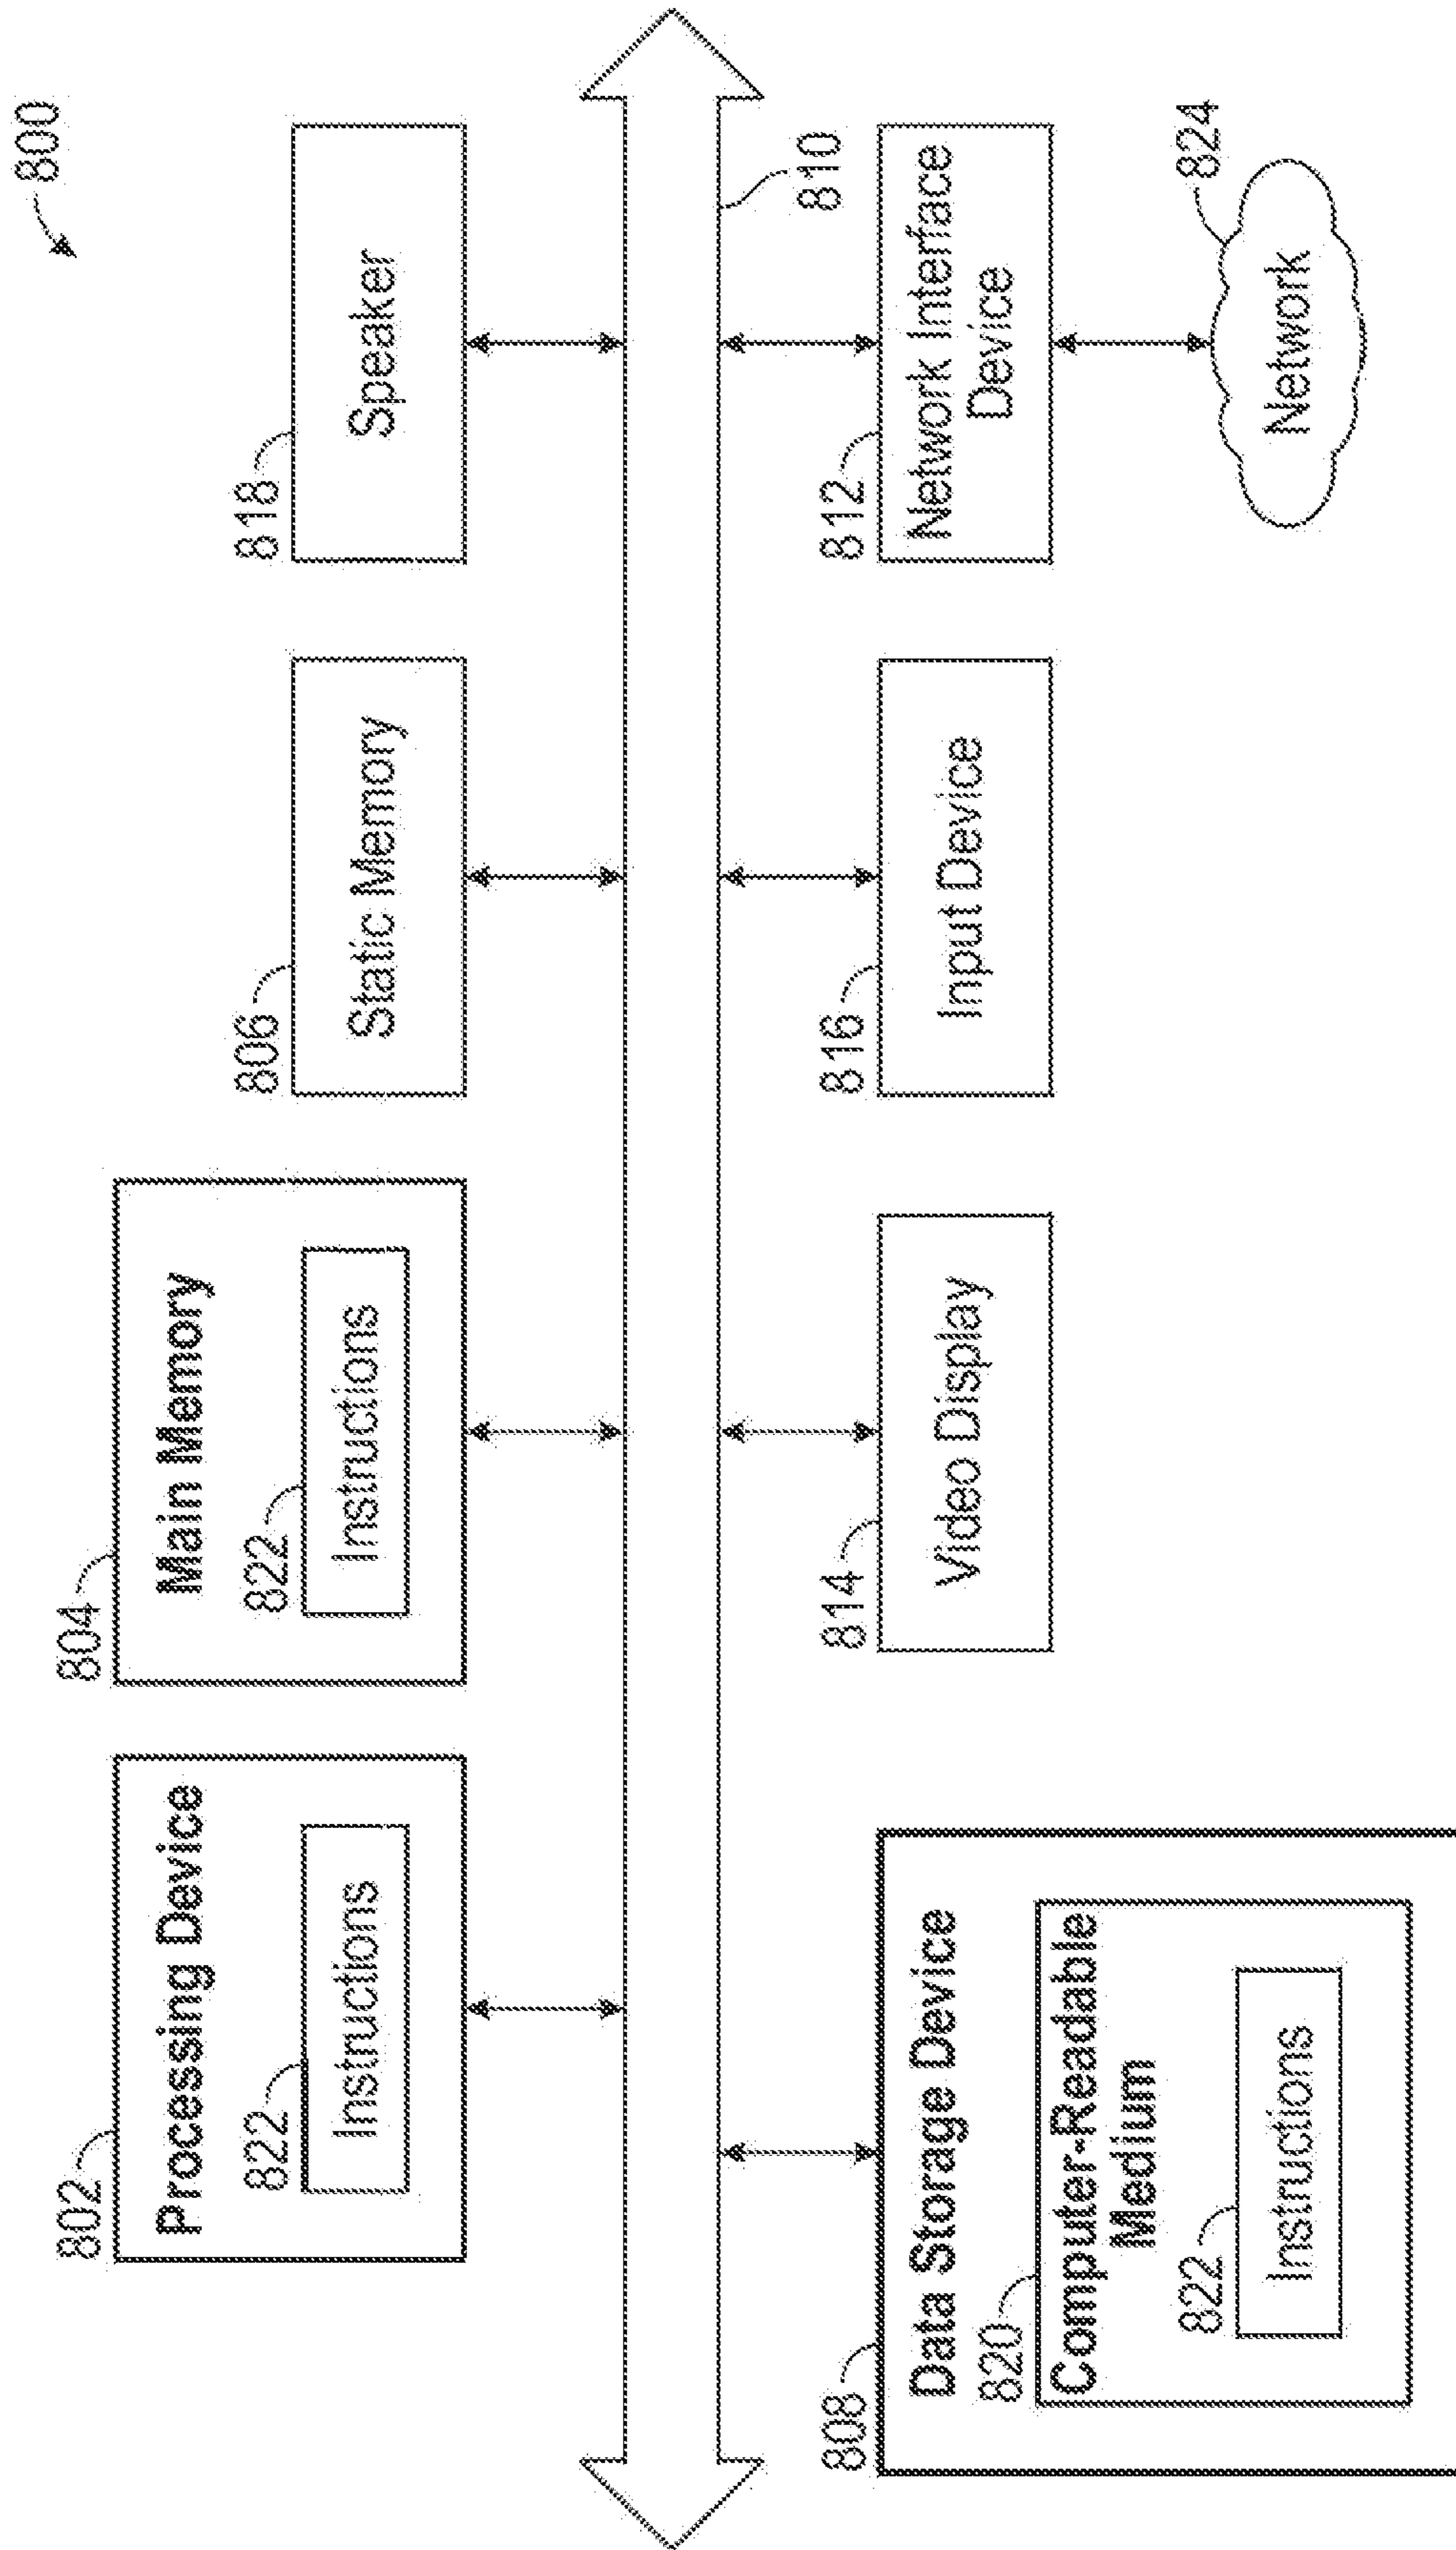 800
802
Processing Device
822
Instructions
804
Main Memory
822
Instructions
806
Static Memory
818
Speaker
810
808
Data Storage Device
820
Computer-Readable
Medium
822
Instructions
814
Video Display
816
Input Device
812
Network Interface
Device
824
Network